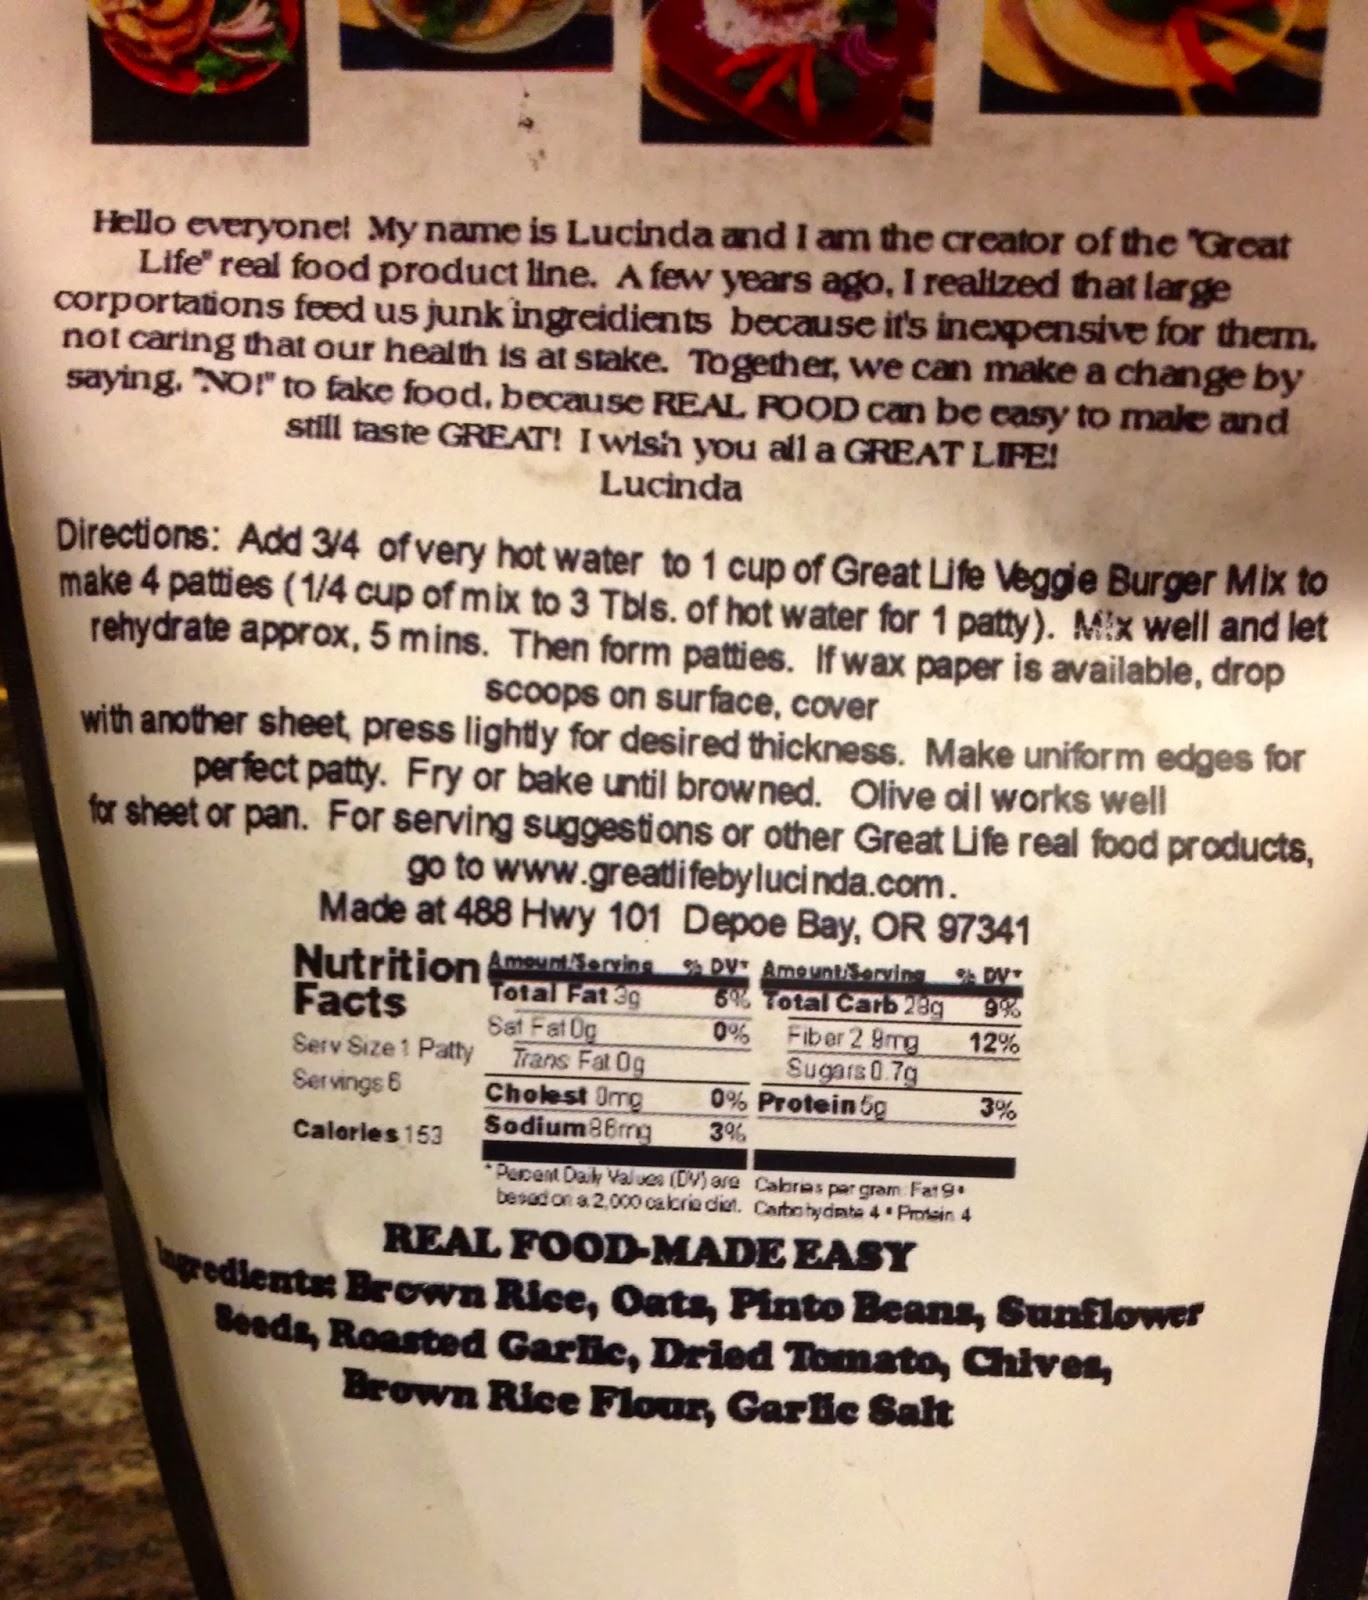 Hello everyone!  My name is Lucinda and I am the creator of the "Great
Life" real food product line.  A few years ago, I realized that large
corportations feed us junk ingreidients  because it's inexpensive for them,
not caring that our health is at stake.  Together, we can make a change by
saying, "NO!" to fake food, because REAL FOOD can be easy to make and
still taste GREAT!  I wish you all a GREAT LIFE!
Lucinda
Directions:  Add 3/4  of very hot water  to 1 cup of Great Life Veggie Burger Mix to
make 4 patties (1/4 cup of mix to 3 Tbls. of hot water for 1 patty).  Mix well and let
rehydrate approx, 5 mins.  Then form patties.  If wax paper is available, drop
scoops on surface, cover
with another sheet, press lightly for desired thickness.  Make uniform edges for
perfect patty.  Fry or bake until browned.   Olive oil works well
for sheet or pan.  For serving suggestions or other Great Life real food products,
go to www.greatlifebylucinda.com.
Made at 488 Hwy 101  Depoe Bay, OR 97341
Nutrition Facts
Serv Size 1 Patty
Servings 6
Calories 153
Amount/Serving % DV*
Total Fat 3g
Sat Fat 0g 0%
Trans Fat 0g
Cholest 0mg 0%
Sodium 86mg 3%
* Percent Daily Values (DV) are
based on a 2,000 calorie diet.
Amount/Serving % DV*
Total Carb 9%
Fiber 2.9mg 12%
Sugars 0.7g
Protein 5g 3%
Calories per gram: Fat 9 •
Carbohydrate 4 • Protein 4
REAL FOOD-MADE EASY
Ingredients: Brown Rice, Oats, Pinto Beans, Sunflower
Seeds, Roasted Garlic, Dried Tomato, Chives,
Brown Rice Flour, Garlic Salt